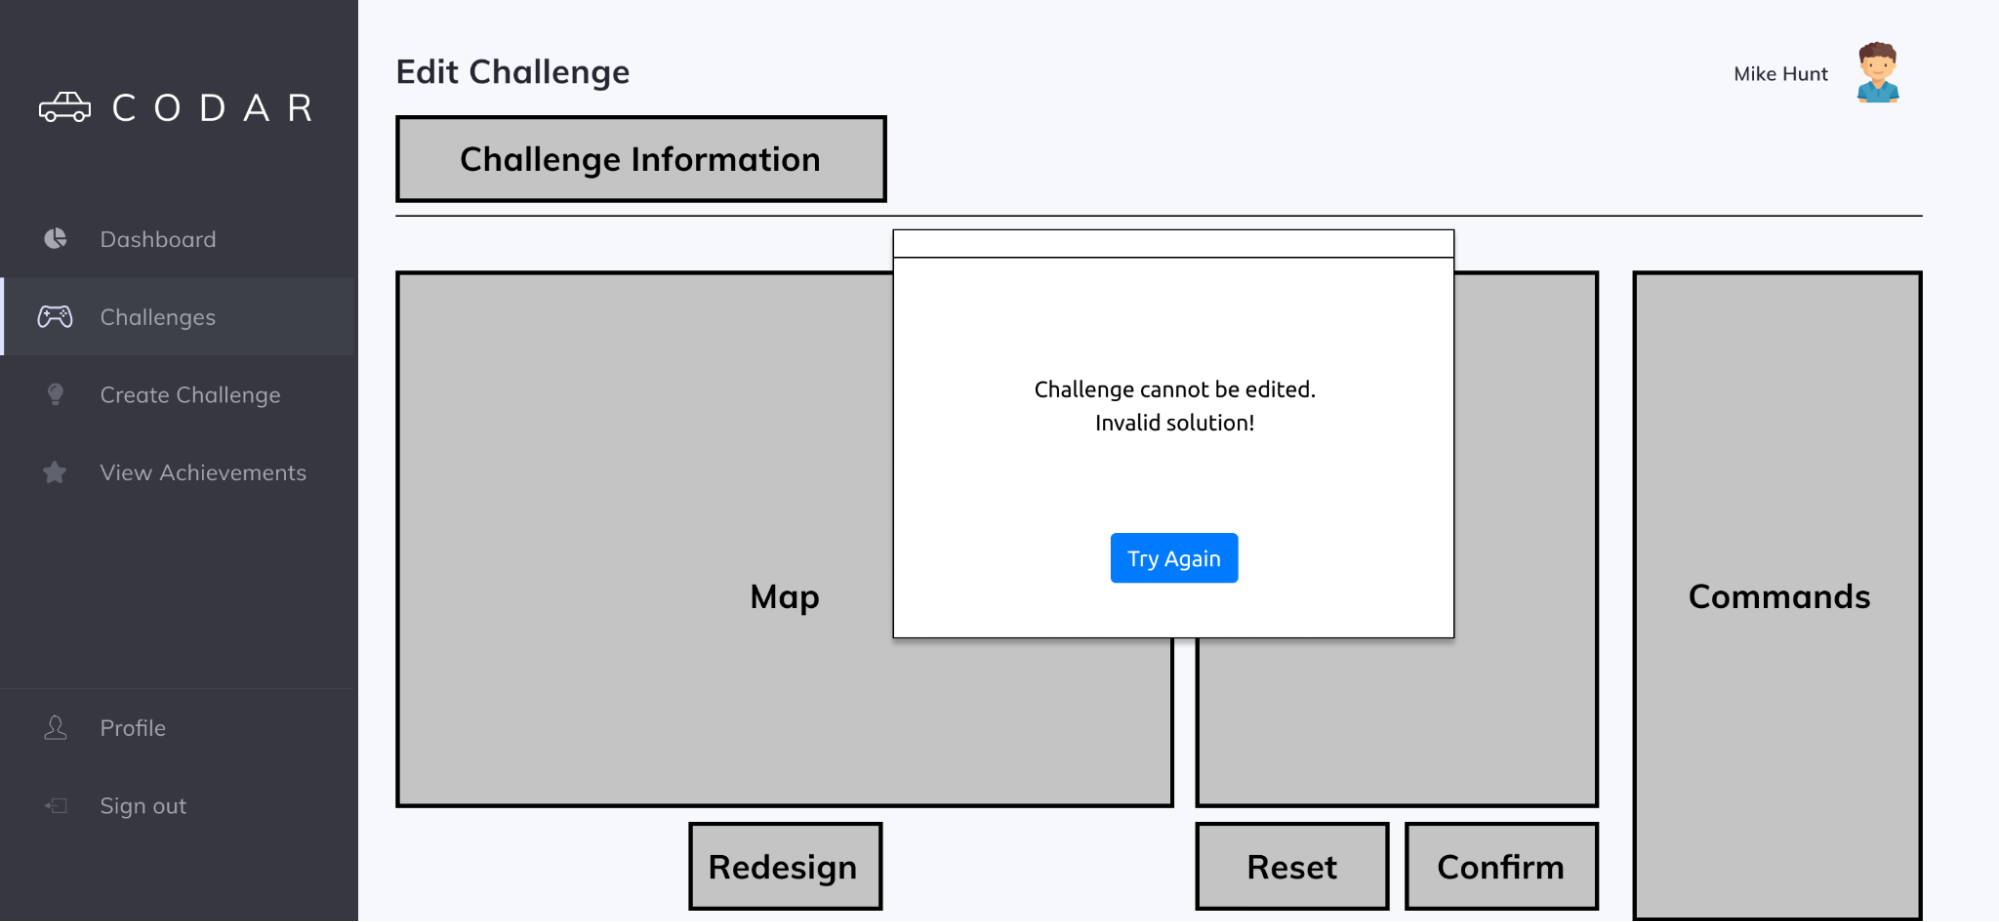 CODAR
Dashboard
Challenges
Create Challenge
View Achievements
Profile
Sign out
Edit Challenge
Mike Hunt
Challenge Information
Challenge cannot be edited.
Invalid solution!
Try Again
Map
Commands
Redesign
Reset
Confirm